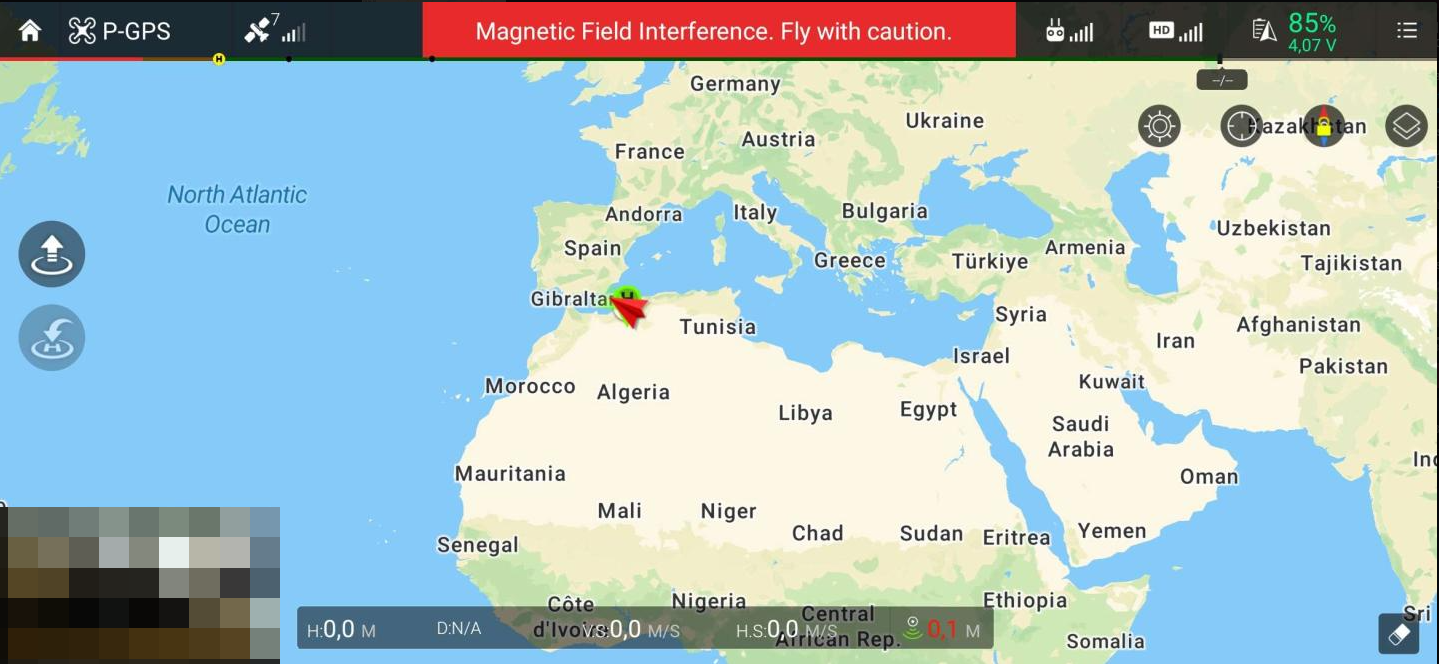 P-GPS
7
Magnetic Field Interference. Fly with caution.
HD
85%
4,07 V
H
--/--
Germany
Ukraine
Kazakhstan
Austria
France
North Atlantic
Ocean
Andorra
Italy
Bulgaria
Uzbekistan
Spain
Greece
Türkiye
Armenia
Tajikistan
Gibraltar
H
Tunisia
Syria
Afghanistan
Iran
Israel
Pakistan
Morocco
Algeria
Kuwait
Libya
Egypt
Saudi
Arabia
Mauritania
Oman
Mali
Niger
Chad
Sudan
Eritrea
Yemen
Senegal
Côte
d'Ivoire
Nigeria
Central
African Rep.
Ethiopia
Sri
Somalia
H:0,0 M
D:N/A
V.S:0,0 M/S
H.S:0,0 M/S
0,1 M